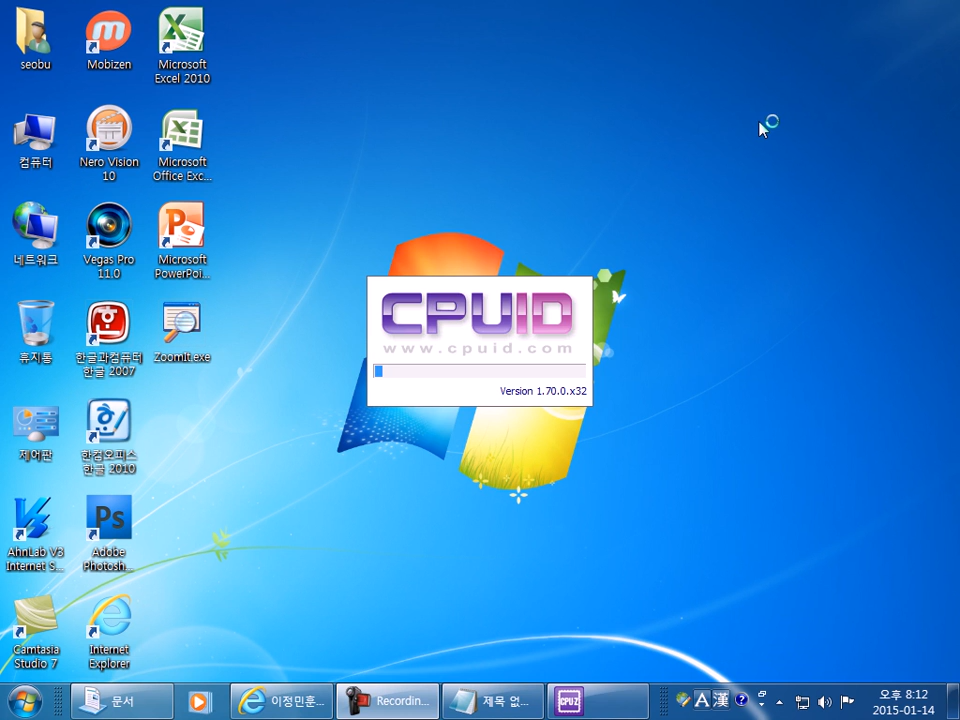 seobu
Mobizen
Microsoft
Excel 2010
컴퓨터
Nero Vision
10
Microsoft
Office Exc...
네트워크
Vegas Pro
11.0
Microsoft
PowerPoi...
휴지통
한글과컴퓨터
한글 2007
ZoomIt.exe
제어판
한컴오피스
한글 2010
AhnLab V3
Internet S...
Ps
Adobe
Photosh...
Camtasia
Studio 7
Internet
Explorer
CPUID
www.cpuid.com
Version 1.70.0.x32
문서
이정민훈...
Recordin...
제목 없...
CPUZ
A 漢
오후 8:12
2015-01-14